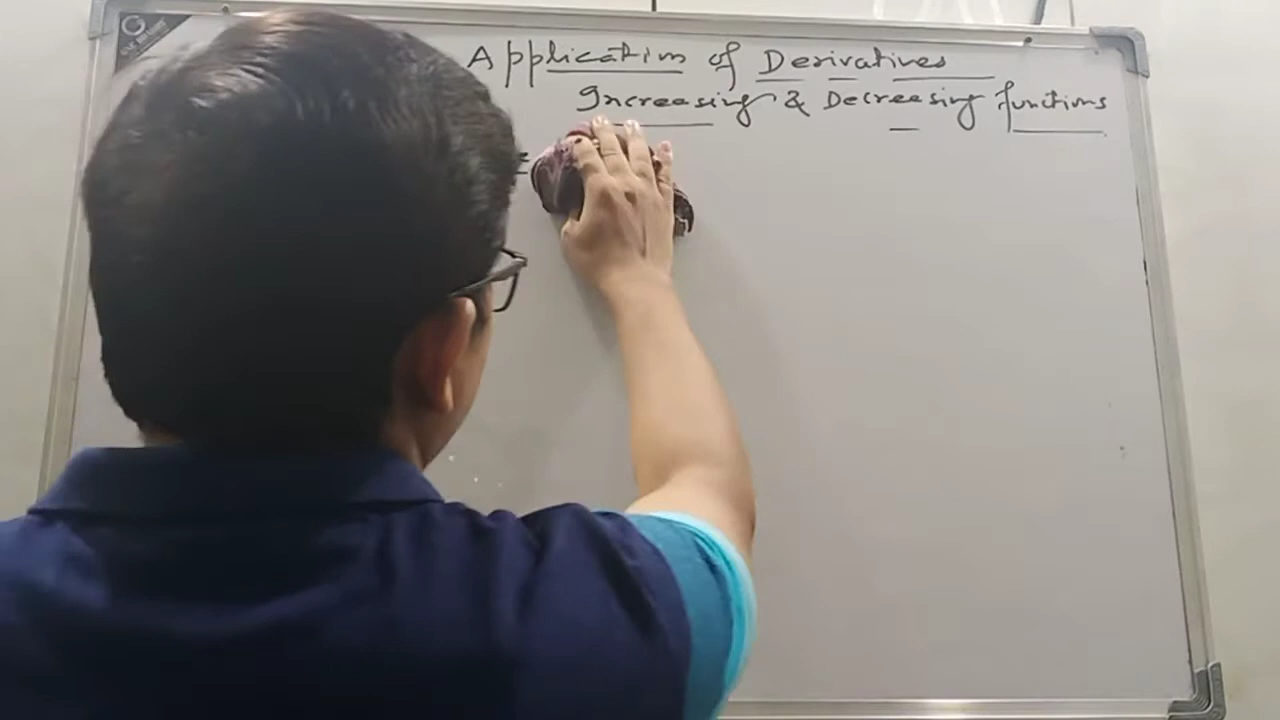 Application of Derivatives
Increasing & Decreasing functions
=